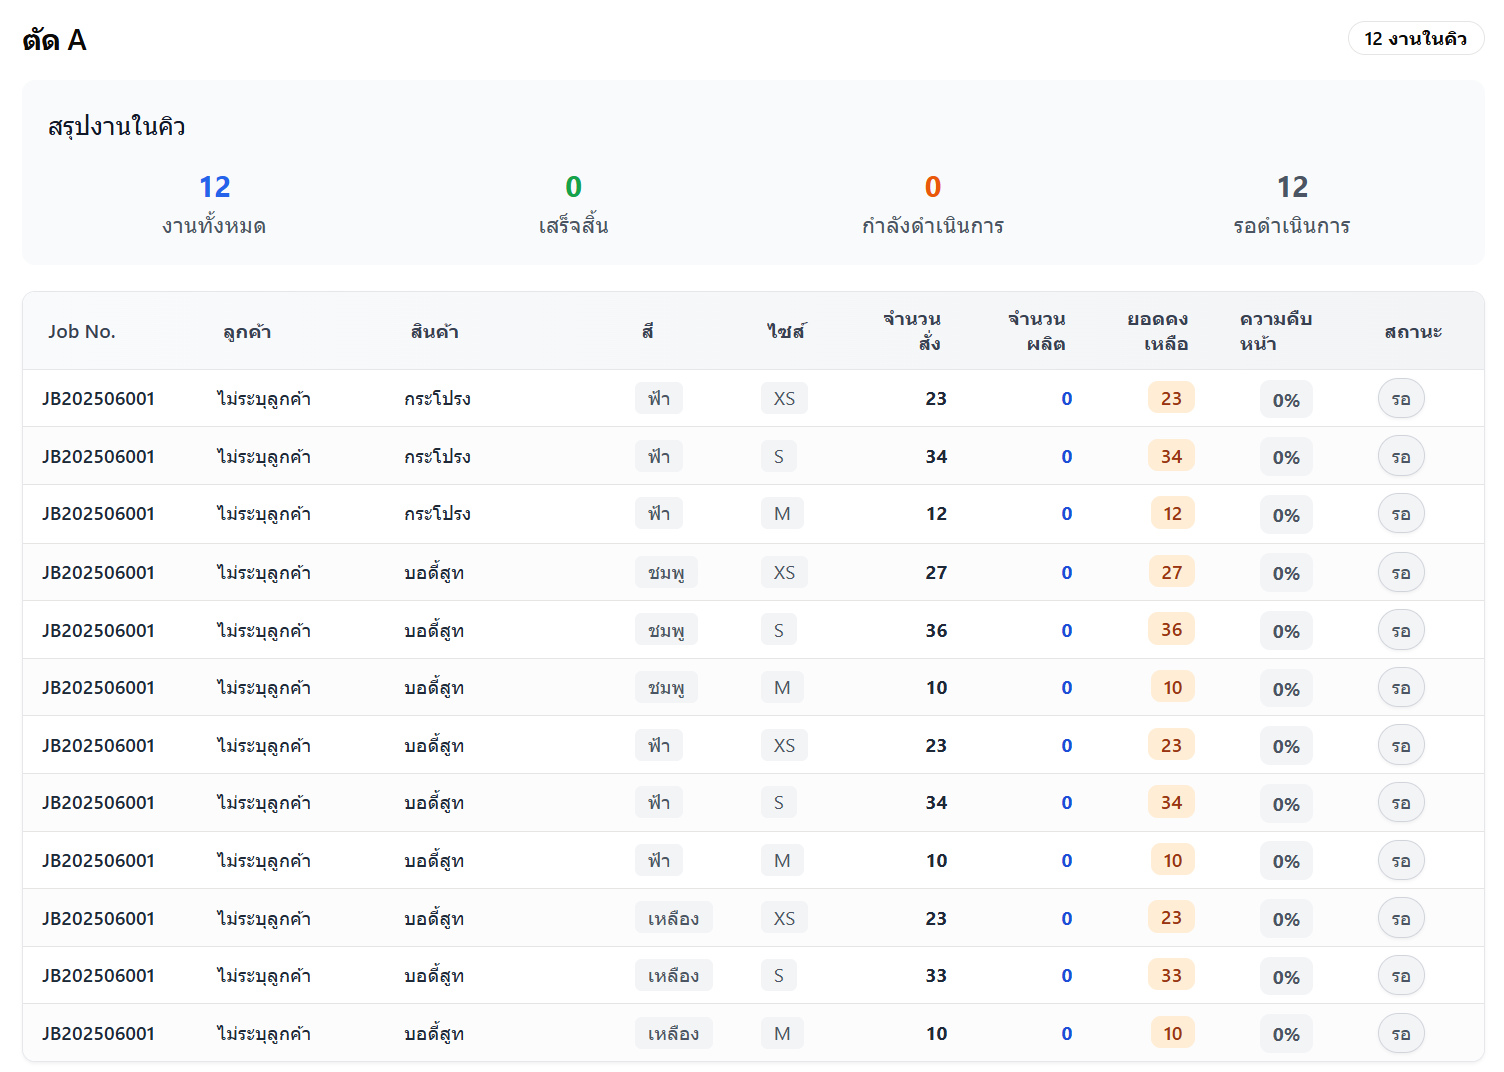 ตัด A
12 งานในคิว
สรุปงานในคิว
12 0 0 12
งานทั้งหมด เสร็จสิ้น กำลังดำเนินการ รอดำเนินการ
Job No. ลูกค้า สินค้า สี ไซส์ จำนวนสั่ง จำนวนผลิต ยอดคงเหลือ ความคืบหน้า สถานะ
JB202506001 ไม่ระบุลูกค้า กระโปรง ฟ้า XS 23 0 23 0% รอ
JB202506001 ไม่ระบุลูกค้า กระโปรง ฟ้า S 34 0 34 0% รอ
JB202506001 ไม่ระบุลูกค้า กระโปรง ฟ้า M 12 0 12 0% รอ
JB202506001 ไม่ระบุลูกค้า บอดี้สูท ชมพู XS 27 0 27 0% รอ
JB202506001 ไม่ระบุลูกค้า บอดี้สูท ชมพู S 36 0 36 0% รอ
JB202506001 ไม่ระบุลูกค้า บอดี้สูท ชมพู M 10 0 10 0% รอ
JB202506001 ไม่ระบุลูกค้า บอดี้สูท ฟ้า XS 23 0 23 0% รอ
JB202506001 ไม่ระบุลูกค้า บอดี้สูท ฟ้า S 34 0 34 0% รอ
JB202506001 ไม่ระบุลูกค้า บอดี้สูท ฟ้า M 10 0 10 0% รอ
JB202506001 ไม่ระบุลูกค้า บอดี้สูท เหลือง XS 23 0 23 0% รอ
JB202506001 ไม่ระบุลูกค้า บอดี้สูท เหลือง S 33 0 33 0% รอ
JB202506001 ไม่ระบุลูกค้า บอดี้สูท เหลือง M 10 0 10 0% รอ